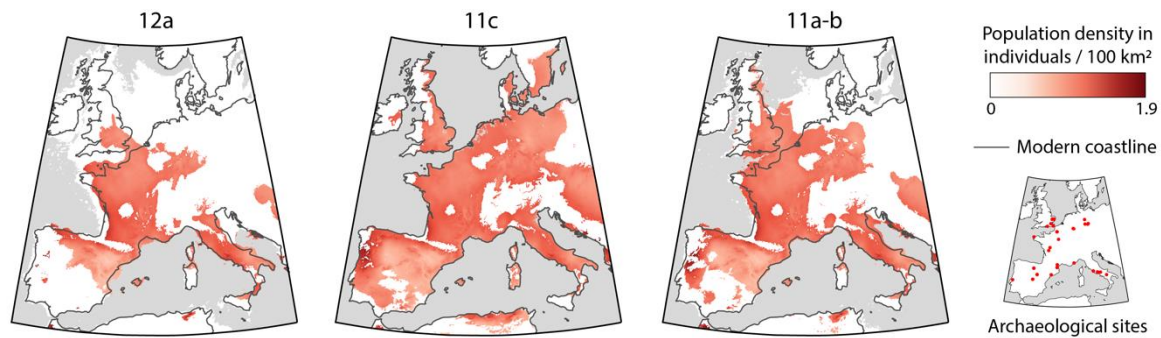 12a
11c
11a-b
Population density in
individuals / 100 km²
0
1.9
Modern coastline
Archaeological sites